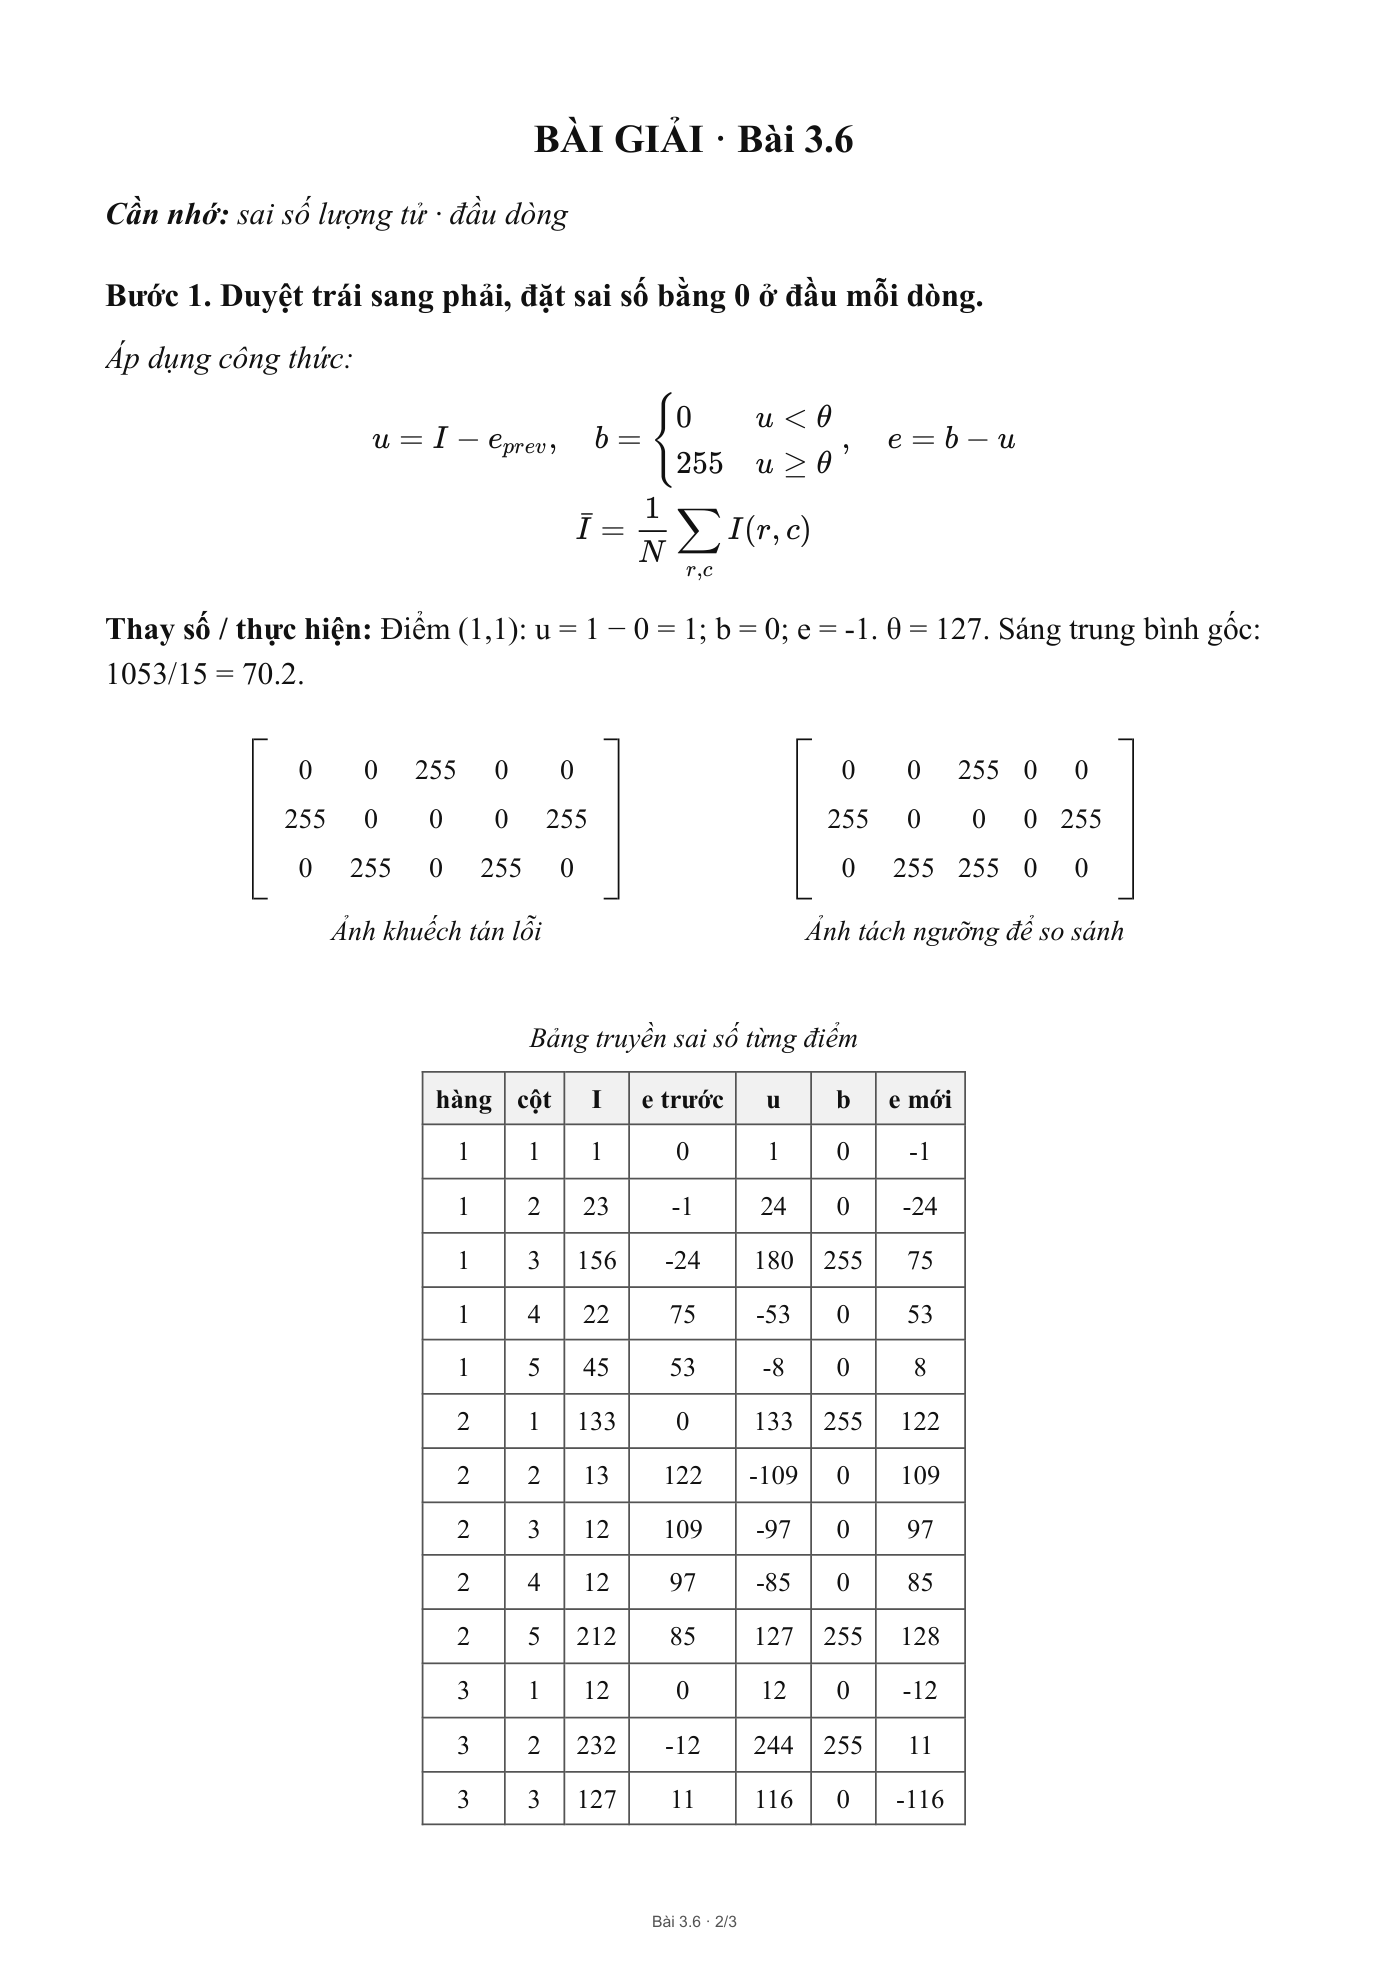 BÀI GIẢI · Bài 3.6
Cần nhớ: sai số lượng tử · đầu dòng
Bước 1. Duyệt trái sang phải, đặt sai số bằng 0 ở đầu mỗi dòng.
Áp dụng công thức:
u = I − e_{prev}, b = { 0 u < θ; 255 u ≥ θ , e = b − u
Ī = 1/N ∑_{r,c} I(r, c)
Thay số / thực hiện: Điểm (1,1): u = 1 − 0 = 1; b = 0; e = -1. θ = 127. Sáng trung bình gốc:
1053/15 = 70.2.
0 0 255 0 0
255 0 0 0 255
0 255 0 255 0
Ảnh khuếch tán lỗi
0 0 255 0 0
255 0 0 0 255
0 255 255 0 0
Ảnh tách ngưỡng để so sánh
Bảng truyền sai số từng điểm
hàng cột I e trước u b e mới
1 1 1 0 1 0 -1
1 2 23 -1 24 0 -24
1 3 156 -24 180 255 75
1 4 22 75 -53 0 53
1 5 45 53 -8 0 8
2 1 133 0 133 255 122
2 2 13 122 -109 0 109
2 3 12 109 -97 0 97
2 4 12 97 -85 0 85
2 5 212 85 127 255 128
3 1 12 0 12 0 -12
3 2 232 -12 244 255 11
3 3 127 11 116 0 -116
Bài 3.6 · 2/3